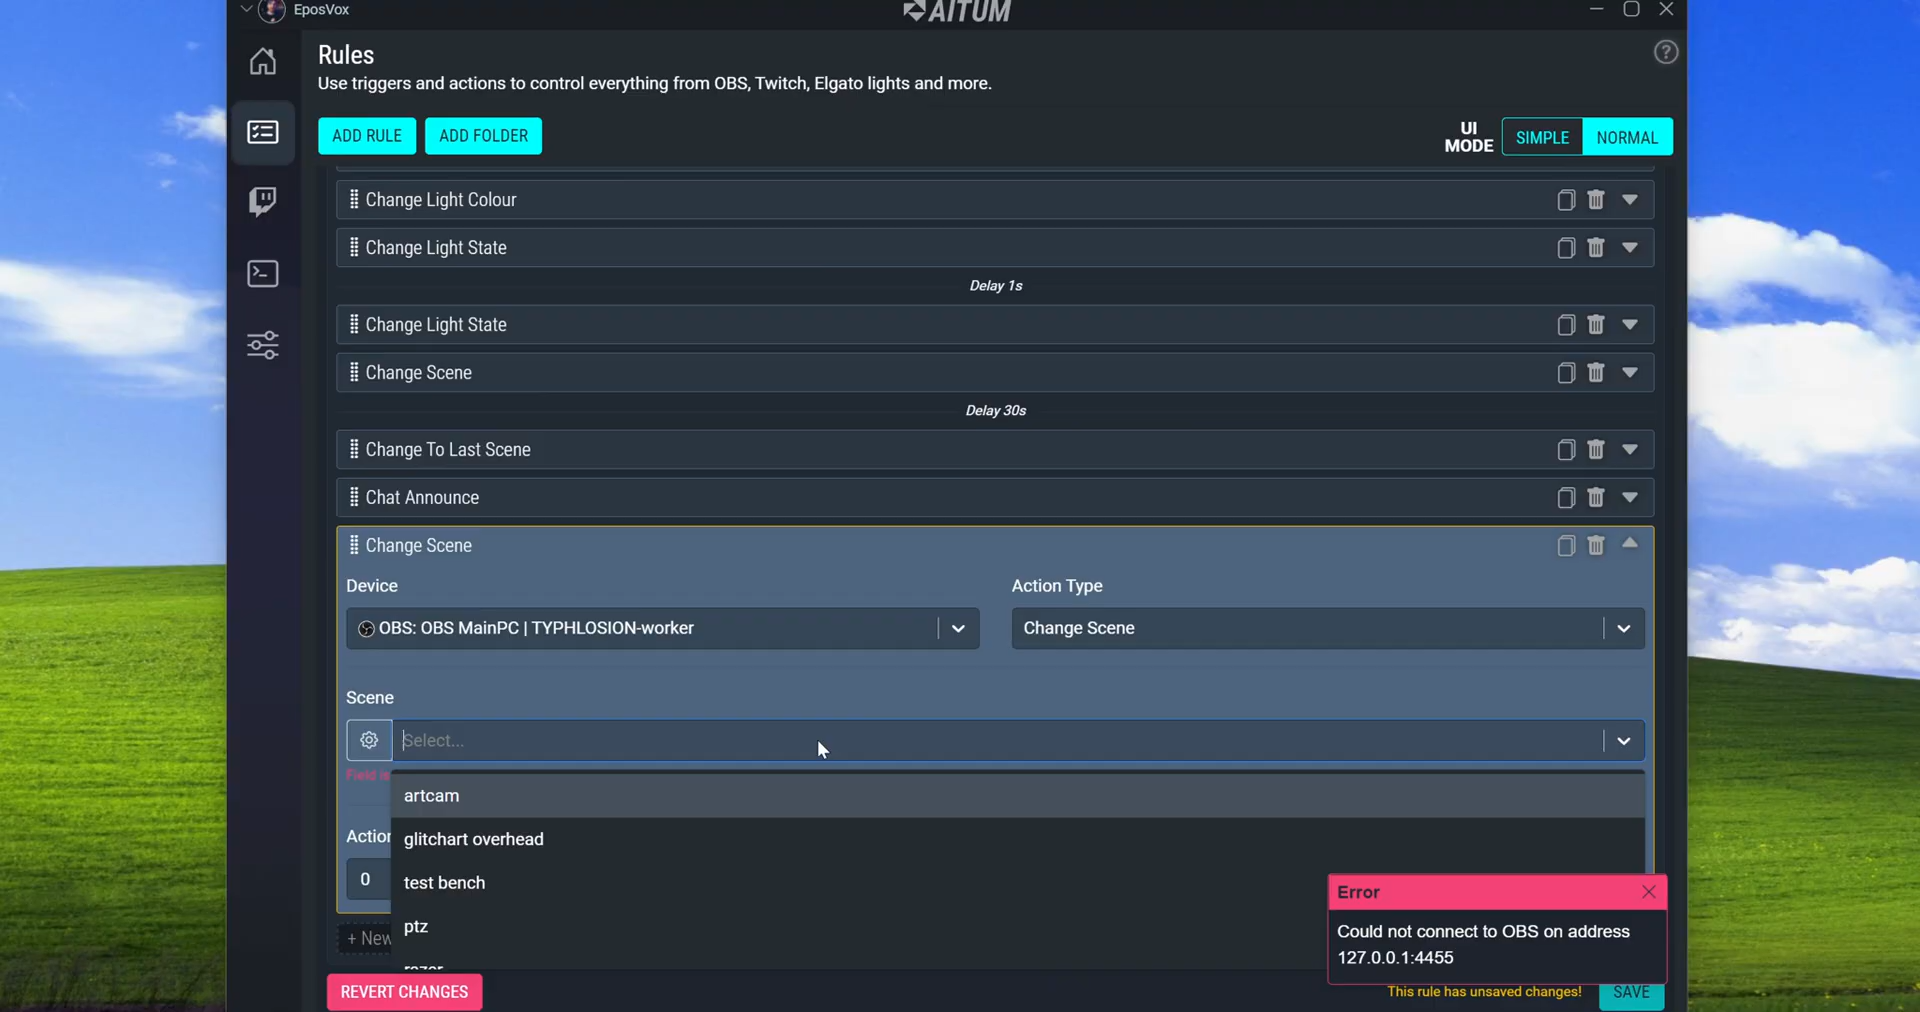 EposVox
AITUM
Rules
Use triggers and actions to control everything from OBS, Twitch, Elgato lights and more.
ADD RULE
ADD FOLDER
UI
MODE
SIMPLE
NORMAL
Change Light Colour
Change Light State
Delay 1s
Change Light State
Change Scene
Delay 30s
Change To Last Scene
Chat Announce
Change Scene
Device
Action Type
OBS: OBS MainPC | TYPHLOSION-worker
Change Scene
Scene
Select...
Field is
artcam
Action
glitchart overhead
0
test bench
Error
ptz
Could not connect to OBS on address
127.0.0.1:4455
+ New
razer
REVERT CHANGES
This rule has unsaved changes!
SAVE